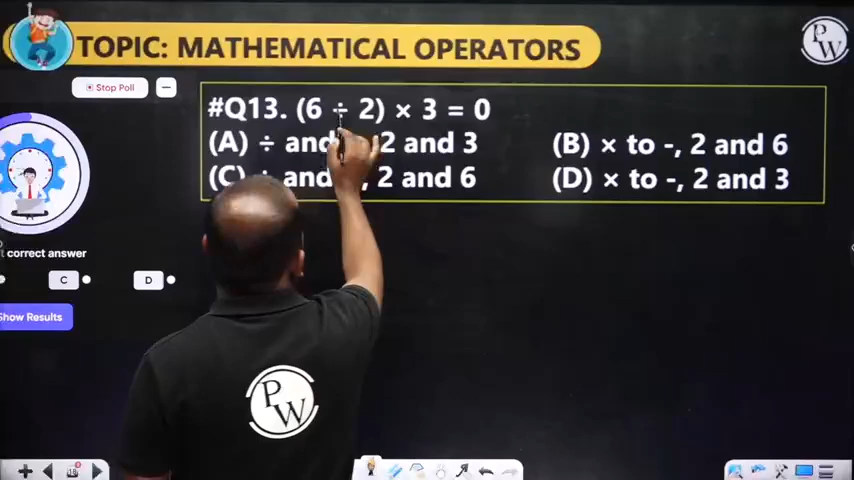 TOPIC: MATHEMATICAL OPERATORS
PW
Stop Poll
#Q13. (6 ÷ 2) × 3 = 0
(A) ÷ and 2 and 3
(B) × to -, 2 and 6
(C) and , 2 and 6
(D) × to -, 2 and 3
correct answer
C
D
Show Results
PW
18